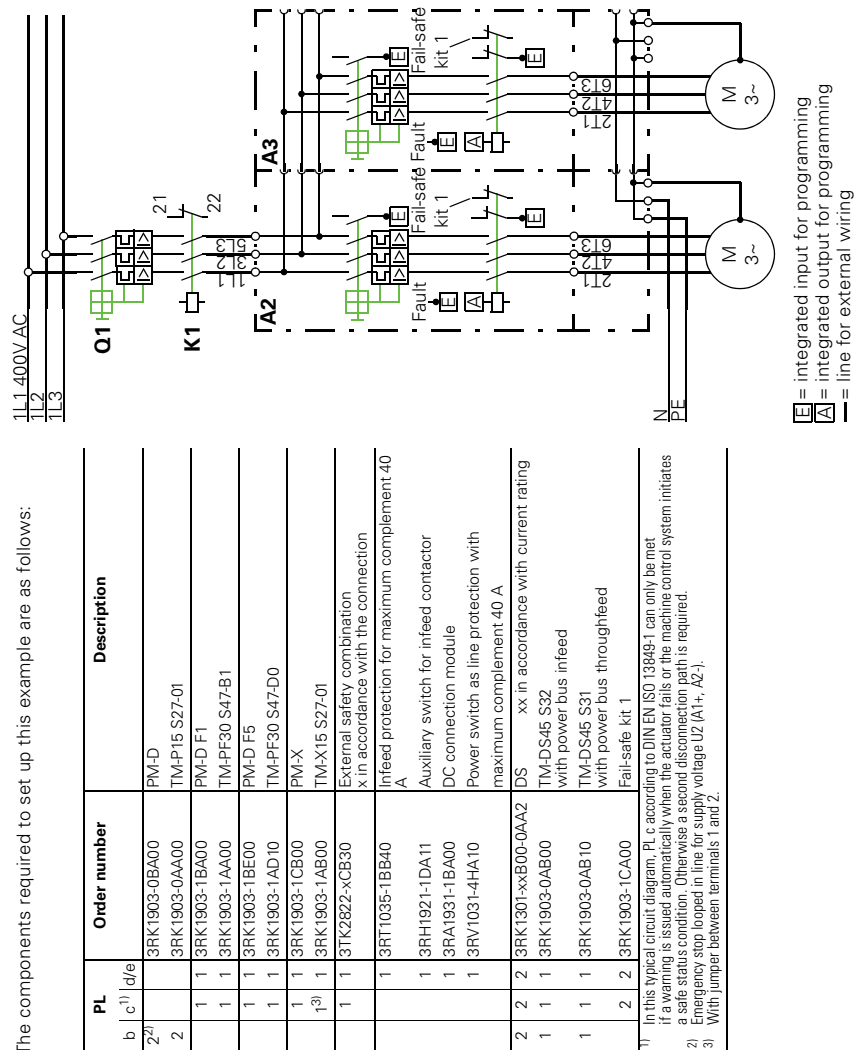 The components required to set up this example are as follows:
PL Order number Description
b c1) d/e
2 2) 3RK1903-0BA00 PM-D
2 3RK1903-0AA00 TM-P15 S27-01
1 1 3RK1903-1BA00 PM-D F1
1 1 3RK1903-1AA00 TM-PF30 S47-B1
1 1 3RK1903-1BE00 PM-D F5
1 1 3RK1903-1AD10 TM-PF30 S47-D0
1 1 3RK1903-1CB00 PM-X
1 3) 1 3RK1903-1AB00 TM-X15 S27-01
1 1 3TK2822-xCB30 External safety combination
x in accordance with the connection
1 3RT1035-1BB40 Infeed protection for maximum complement 40
A
1 3RH1921-1DA11 Auxiliary switch for infeed contactor
1 3RA1931-1BA00 DC connection module
1 3RV1031-4HA10 Power switch as line protection with
maximum complement 40 A
2 2 2 3RK1301-xxB00-0AA2 DS xx in accordance with current rating
1 1 1 3RK1903-0AB00 TM-DS45 S32
with power bus infeed
1 1 1 3RK1903-0AB10 TM-DS45 S31
with power bus throughfeed
2 2 3RK1903-1CA00 Fail-safe kit 1
1) In this typical circuit diagram, PL c according to DIN EN ISO 13849-1 can only be met
if a warning is issued automatically when the actuator fails or the machine control system initiates
a safe status condition. Otherwise a second disconnection path is required.
2) Emergency stop looped in line for supply voltage U2 (A1+, A2-).
3) With jumper between terminals 1 and 2.
1L1 400V AC
1L2
1L3
Q1
K1
21
22
1L1
3L2
5L3
A2
Fault
E
A
E
Fail-safe
kit 1
E
2T1
4T2
6T3
M
3~
A3
Fault
E
A
E
Fail-safe
kit 1
E
2T1
4T2
6T3
M
3~
N
PE
E = integrated input for programming
A = integrated output for programming
= line for external wiring